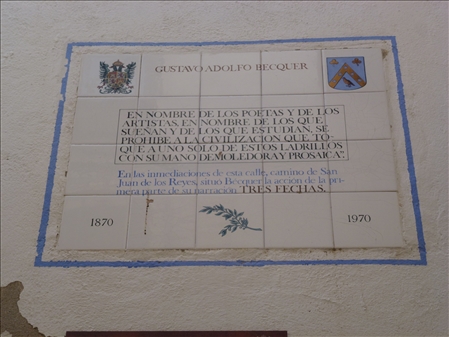 GUSTAVO ADOLFO BECQUER
EN NOMBRE DE LOS POETAS Y DE LOS
ARTISTAS, EN NOMBRE DE LOS QUE
SUEÑAN Y DE LOS QUE ESTUDIAN, SE
PROHIBE A LA CIVILIZACION QUE TO-
QUE A UNO SOLO DE ESTOS LADRILLOS
CON SU MANO DEMOLEDORA Y PROSAICA".
En las inmediaciones de esta calle, camino de San
Juan de los Reyes, situó Becquer la acción de la pri-
mera parte de su narración TRES FECHAS.
1870
1970